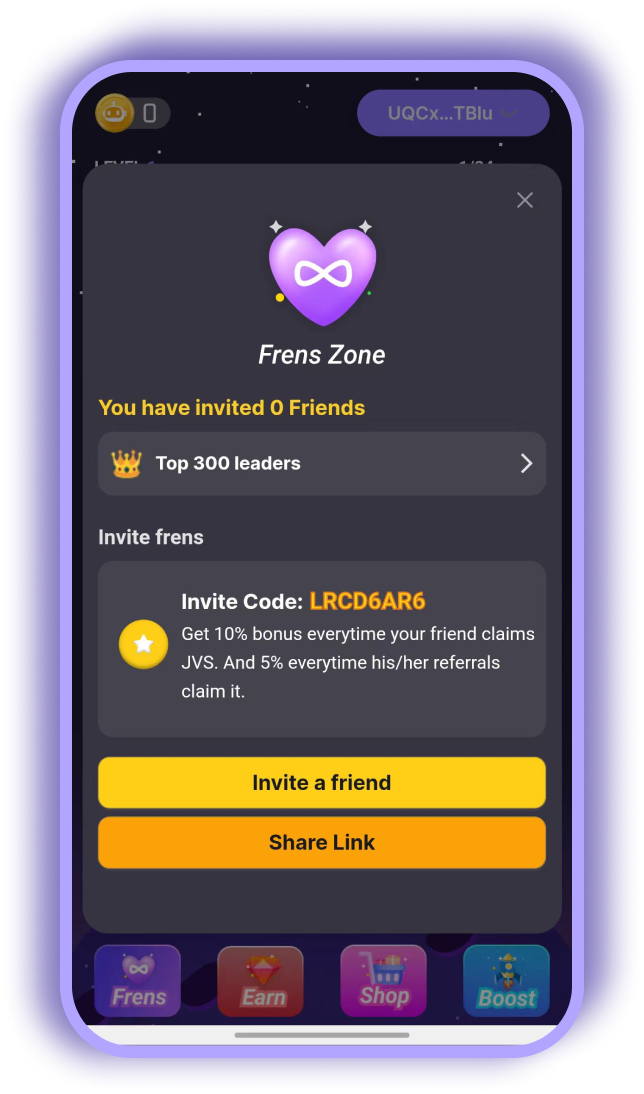 0
UQCx...TBlu
LEVEL
1/24
Frens Zone
You have invited 0 Friends
Top 300 leaders
Invite frens
Invite Code: LRCD6AR6
Get 10% bonus everytime your friend claims
JVS. And 5% everytime his/her referrals
claim it.
Invite a friend
Share Link
Frens
Earn
Shop
Boost